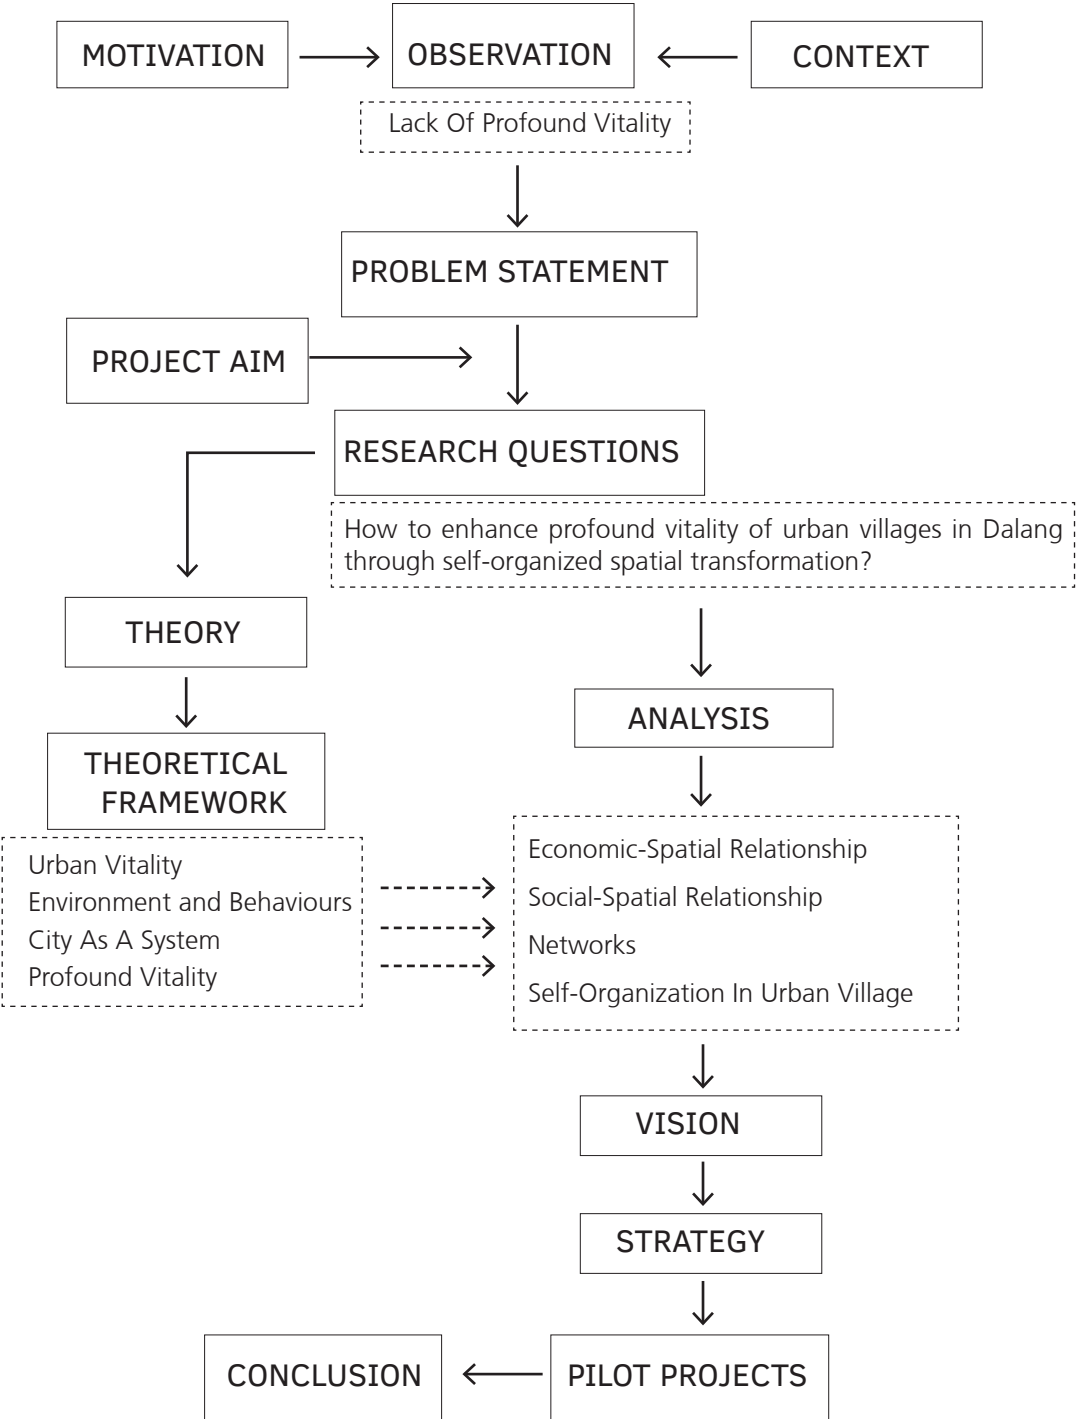 MOTIVATION
OBSERVATION
CONTEXT
Lack Of Profound Vitality
PROBLEM STATEMENT
PROJECT AIM
RESEARCH QUESTIONS
How to enhance profound vitality of urban villages in Dalang
through self-organized spatial transformation?
THEORY
THEORETICAL
FRAMEWORK
Urban Vitality
Environment and Behaviours
City As A System
Profound Vitality
ANALYSIS
Economic-Spatial Relationship
Social-Spatial Relationship
Networks
Self-Organization In Urban Village
VISION
STRATEGY
PILOT PROJECTS
CONCLUSION